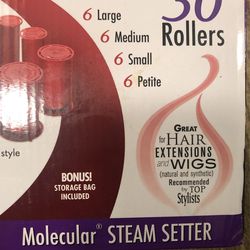 30
Rollers
6 Large
6 Medium
6 Small
6 Petite
style
BONUS!
STORAGE BAG
INCLUDED
GREAT
for HAIR
EXTENSIONS
and WIGS
(natural and synthetic)
Recommended
by TOP
Stylists
Molecular® STEAM SETTER